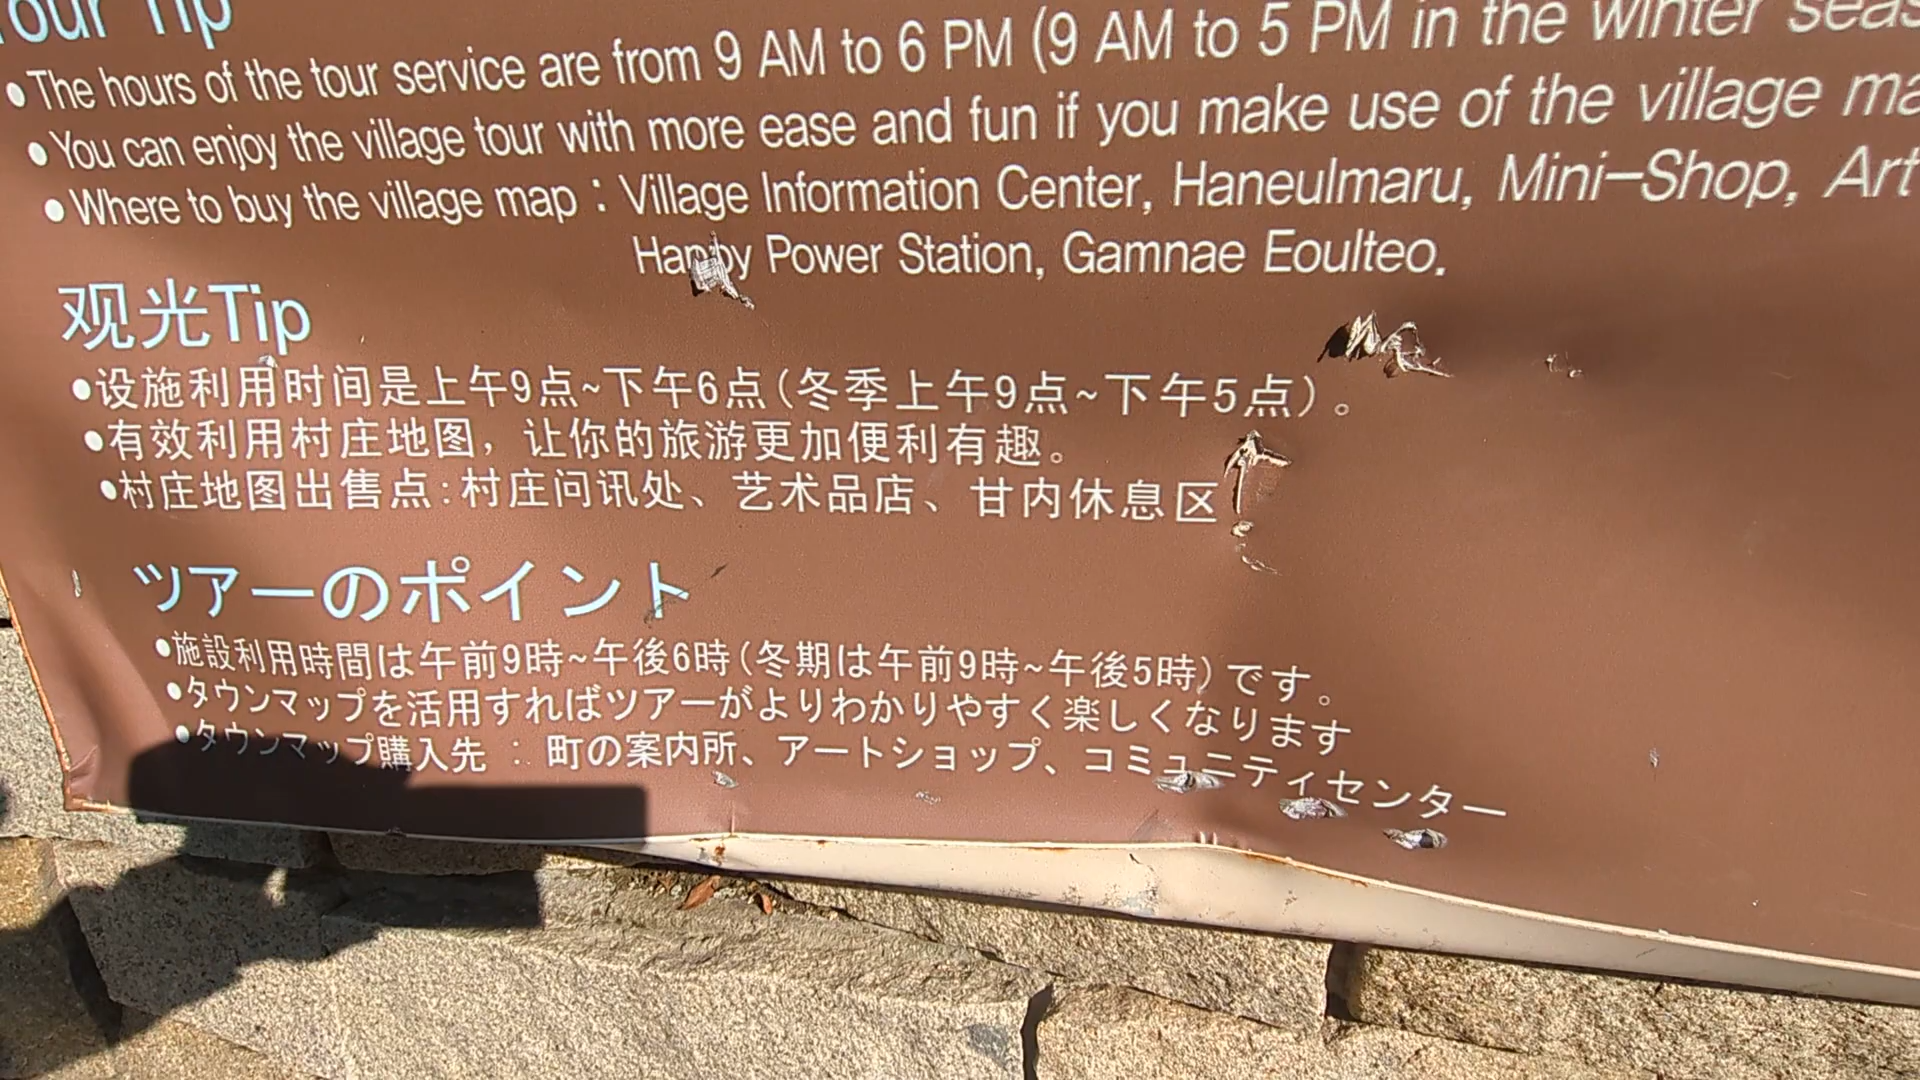 Tour Tip
• The hours of the tour service are from 9 AM to 6 PM (9 AM to 5 PM in the winter
• You can enjoy the village tour with more ease and fun if you make use of the village
• Where to buy the village map : Village Information Center, Haneulmaru, Mini-Shop, Art
Happy Power Station, Gamnae Eoulteo.
观光Tip
•设施利用时间是上午9点~下午6点(冬季上午9点~下午5点)。
•有效利用村庄地图，让你的旅游更加便利有趣。
•村庄地图出售点:村庄问讯处、艺术品店、甘内休息区
ツアーのポイント
•施設利用時間は午前9時~午後6時(冬期は午前9時~午後5時)です。
•タウンマップを活用すればツアーがよりわかりやすく楽しくなります
•タウンマップ購入先 : 町の案内所、アートショップ、コミュニティセンター